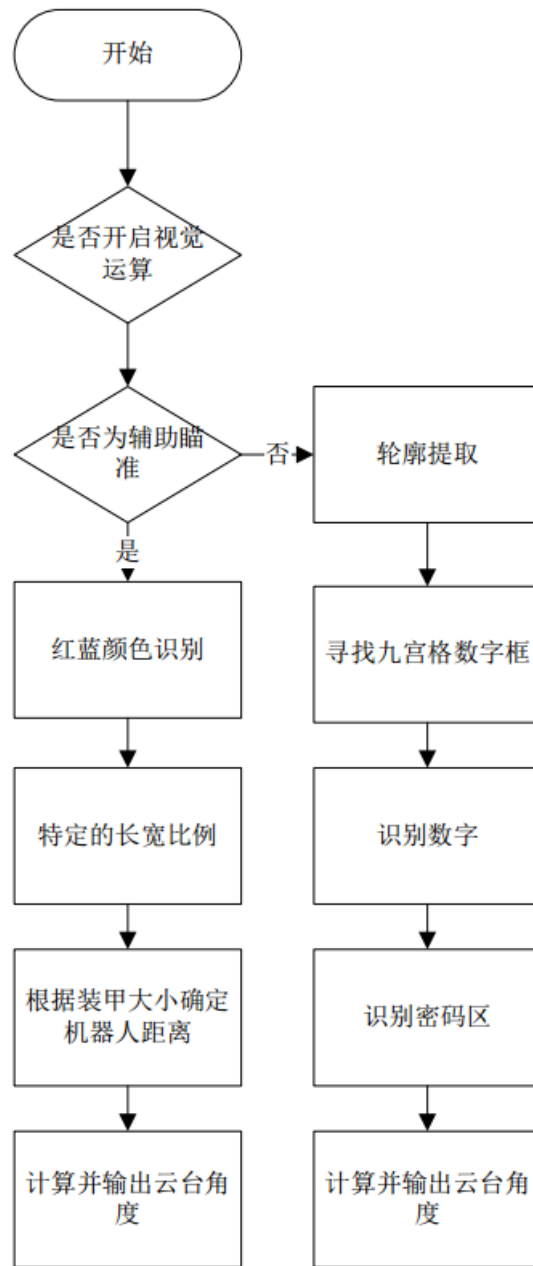 开始
是否开启视觉
运算
是否为辅助瞄
准
否
轮廓提取
是
红蓝颜色识别
寻找九宫格数字框
特定的长宽比例
识别数字
根据装甲大小确定
机器人距离
识别密码区
计算并输出云台角
度
计算并输出云台角
度